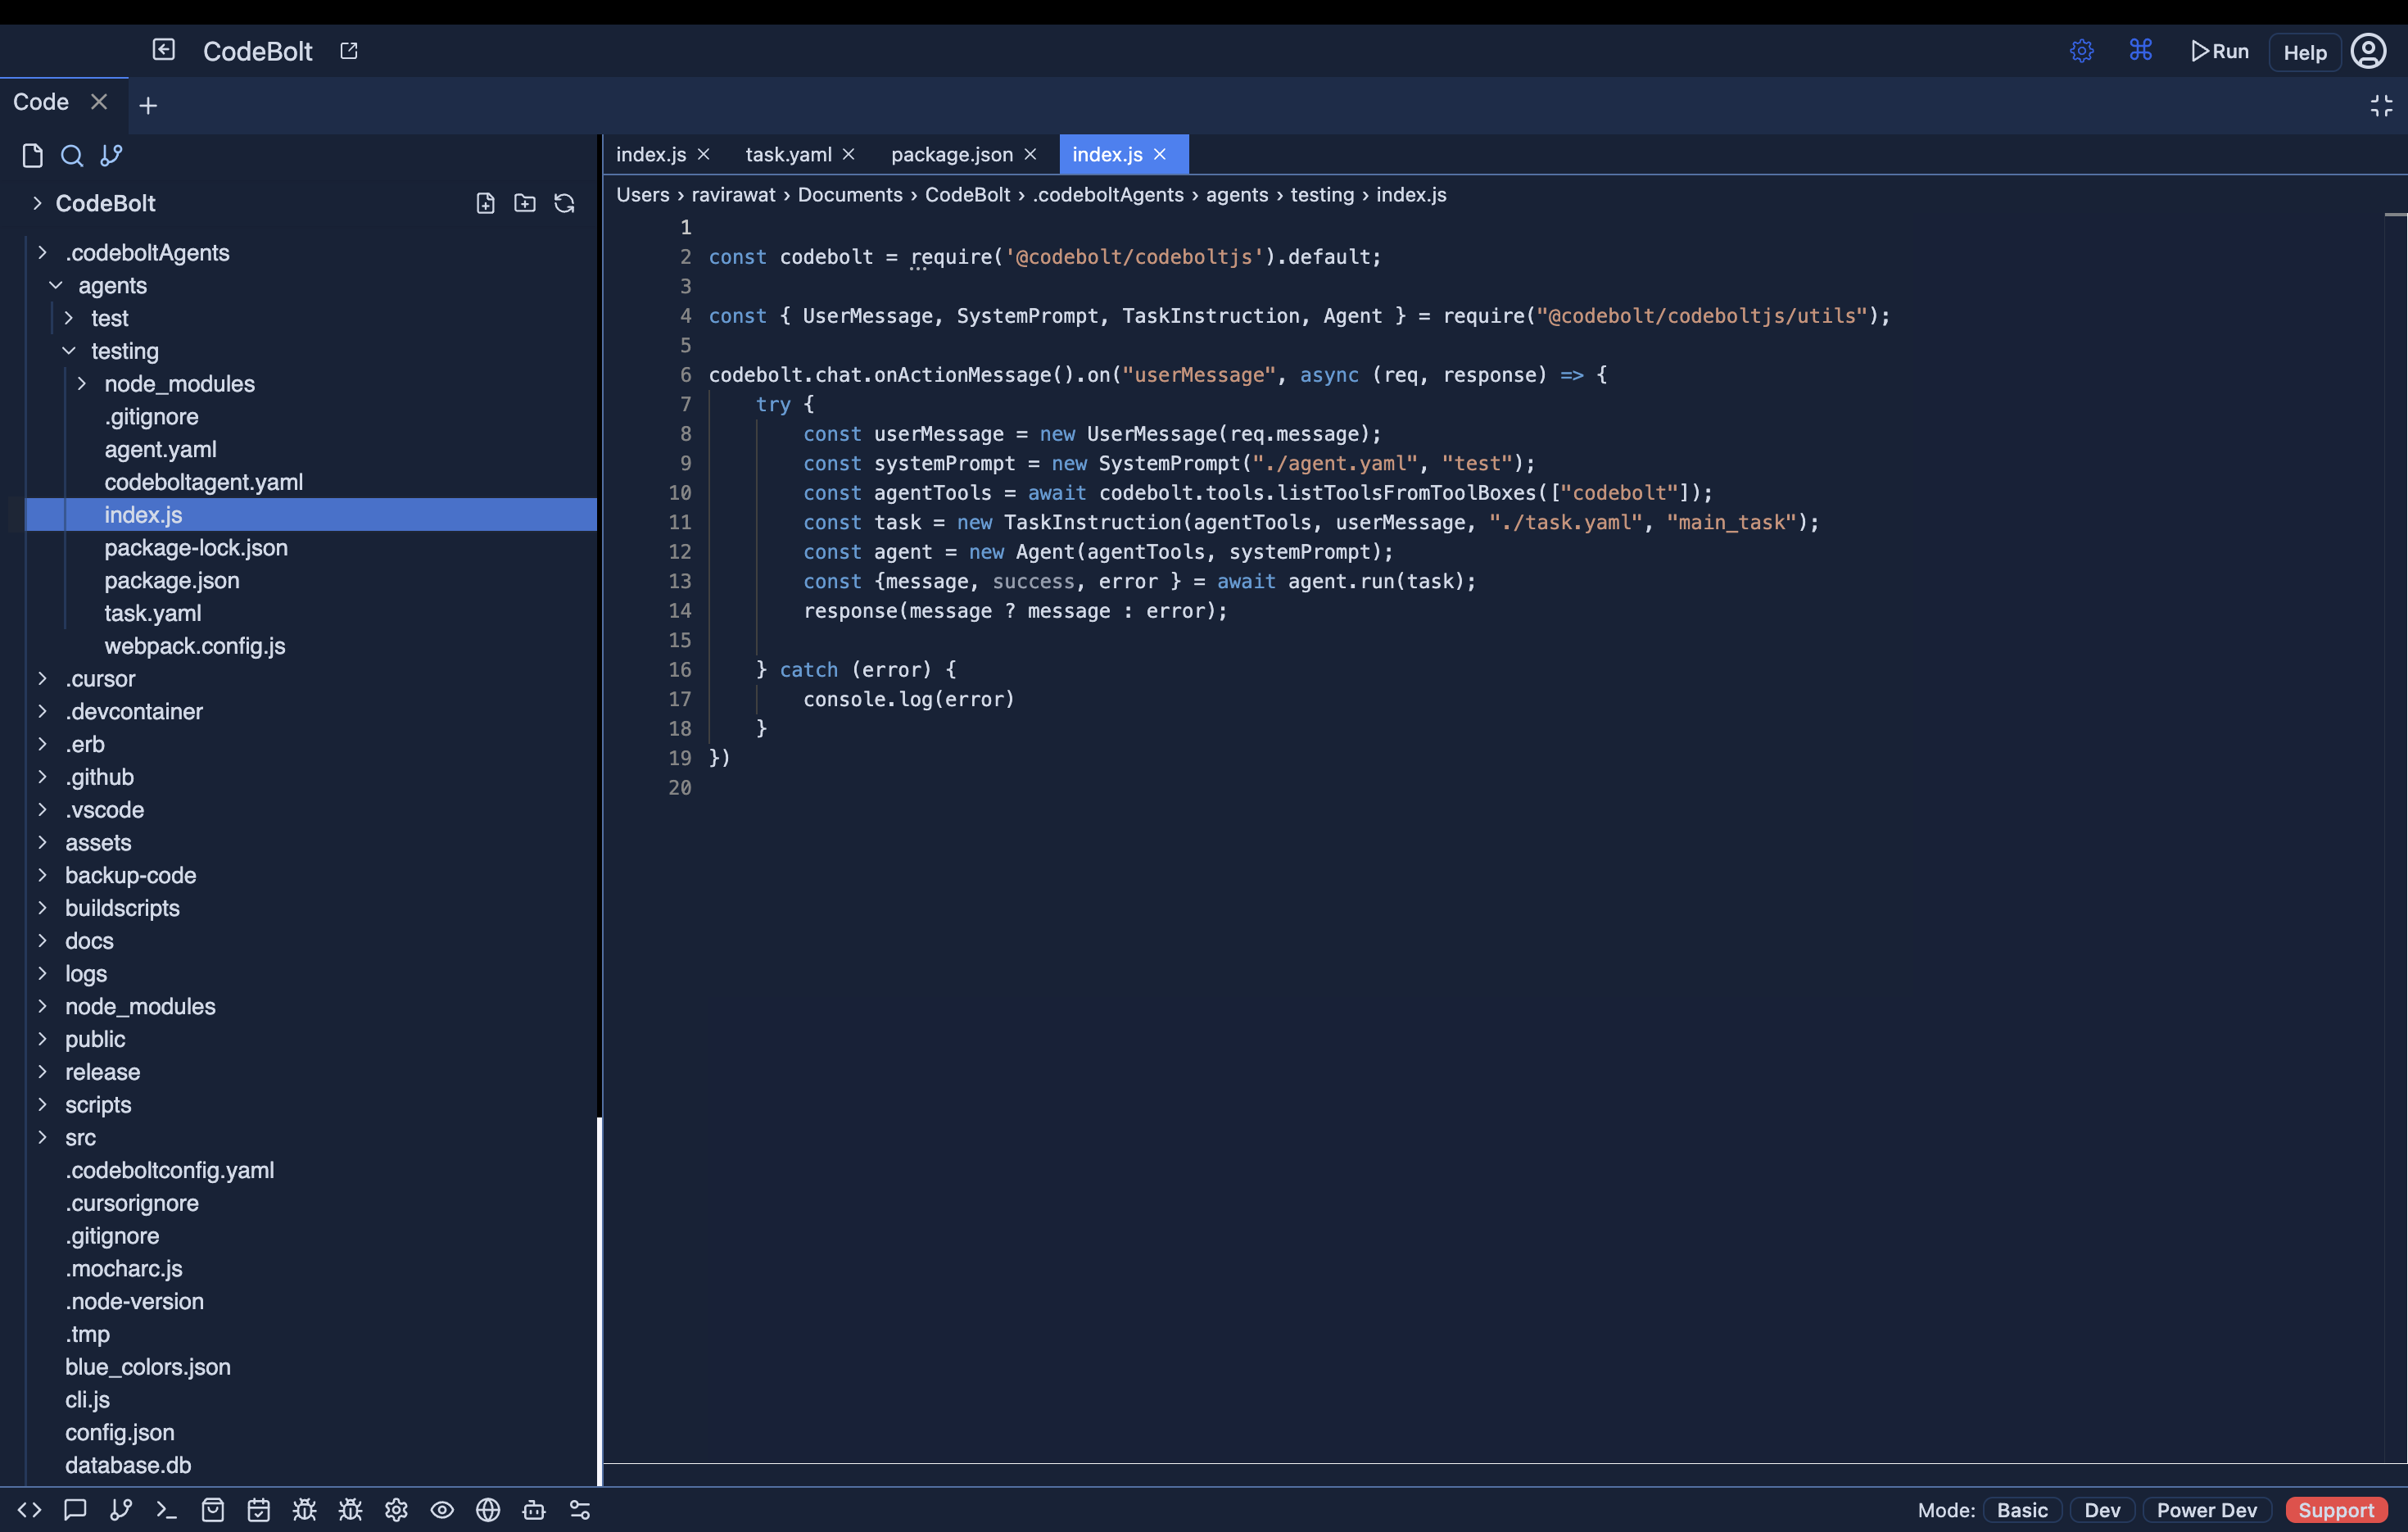 CodeBolt
Run
Help
Code
index.js
task.yaml
package.json
index.js
Users › ravirawat › Documents › CodeBolt › .codeboltAgents › agents › testing › index.js
CodeBolt
.codeboltAgents
agents
test
testing
node_modules
.gitignore
agent.yaml
codeboltagent.yaml
index.js
package-lock.json
package.json
task.yaml
webpack.config.js
.cursor
.devcontainer
.erb
.github
.vscode
assets
backup-code
buildscripts
docs
logs
node_modules
public
release
scripts
src
.codeboltconfig.yaml
.cursorignore
.gitignore
.mocharc.js
.node-version
.tmp
blue_colors.json
cli.js
config.json
database.db
1
2 const codebolt = require('@codebolt/codeboltjs').default;
3
4 const { UserMessage, SystemPrompt, TaskInstruction, Agent } = require("@codebolt/codeboltjs/utils");
5
6 codebolt.chat.onActionMessage().on("userMessage", async (req, response) => {
7     try {
8         const userMessage = new UserMessage(req.message);
9         const systemPrompt = new SystemPrompt("./agent.yaml", "test");
10         const agentTools = await codebolt.tools.listToolsFromToolBoxes(["codebolt"]);
11         const task = new TaskInstruction(agentTools, userMessage, "./task.yaml", "main_task");
12         const agent = new Agent(agentTools, systemPrompt);
13         const {message, success, error } = await agent.run(task);
14         response(message ? message : error);
15
16     } catch (error) {
17         console.log(error)
18     }
19 })
20
Mode: Basic Dev Power Dev Support